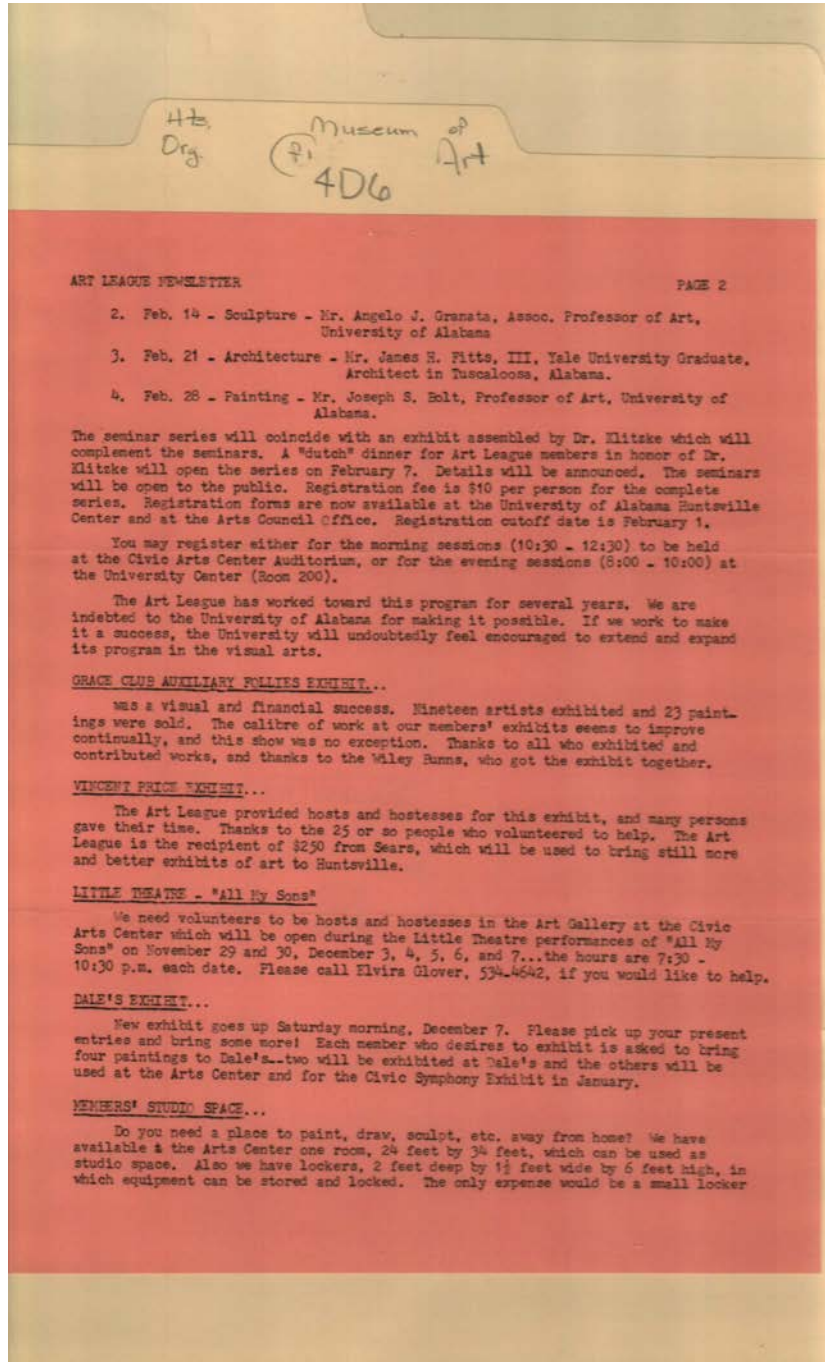 Hts. Museum of
Org. Art
4D6
ART LEAGUE NEWSLETTER PAGE 2
2. Feb. 14 - Sculpture - Mr. Angelo J. Granata, Assoc. Professor of Art,
University of Alabama
3. Feb. 21 - Architecture - Mr. James H. Fitts, III, Yale University Graduate,
Architect in Tuscaloosa, Alabama.
4. Feb. 28 - Painting - Mr. Joseph S. Bolt, Professor of Art, University of
Alabama.
The seminar series will coincide with an exhibit assembled by Dr. Klitzke which will
complement the seminars. A "dutch" dinner for Art League members in honor of Dr.
Klitzke will open the series on February 7. Details will be announced. The seminars
will be open to the public. Registration fee is $10 per person for the complete
series. Registration forms are now available at the University of Alabama Huntsville
Center and at the Arts Council Office. Registration cutoff date is February 1.
You may register either for the morning sessions (10:30 - 12:30) to be held
at the Civic Arts Center Auditorium, or for the evening sessions (8:00 - 10:00) at
the University Center (Room 200).
The Art League has worked toward this program for several years. We are
indebted to the University of Alabama for making it possible. If we work to make
it a success, the University will undoubtedly feel encouraged to extend and expand
its program in the visual arts.
GRACE CLUB AUXILIARY FOLLIES EXHIBIT...
was a visual and financial success. Nineteen artists exhibited and 23 paint-
ings were sold. The calibre of work at our members' exhibits seems to improve
continually, and this show was no exception. Thanks to all who exhibited and
contributed works, and thanks to the Wiley Bunns, who got the exhibit together.
VINCENT PRICE EXHIBIT...
The Art League provided hosts and hostesses for this exhibit, and many persons
gave their time. Thanks to the 25 or so people who volunteered to help. The Art
League is the recipient of $250 from Sears, which will be used to bring still more
and better exhibits of art to Huntsville.
LITTLE THEATRE - "All My Sons"
We need volunteers to be hosts and hostesses in the Art Gallery at the Civic
Arts Center which will be open during the Little Theatre performances of "All My
Sons" on November 29 and 30, December 3, 4, 5, 6, and 7...the hours are 7:30 -
10:30 p.m. each date. Please call Elvira Glover, 534-4642, if you would like to help.
DALE'S EXHIBIT...
New exhibit goes up Saturday morning, December 7. Please pick up your present
entries and bring some more! Each member who desires to exhibit is asked to bring
four paintings to Dale's--two will be exhibited at Dale's and the others will be
used at the Arts Center and for the Civic Symphony Exhibit in January.
MEMBERS' STUDIO SPACE...
Do you need a place to paint, draw, sculpt, etc. away from home? We have
available t the Arts Center one room, 24 feet by 34 feet, which can be used as
studio space. Also we have lockers, 2 feet deep by 1½ feet wide by 6 feet high, in
which equipment can be stored and locked. The only expense would be a small locker